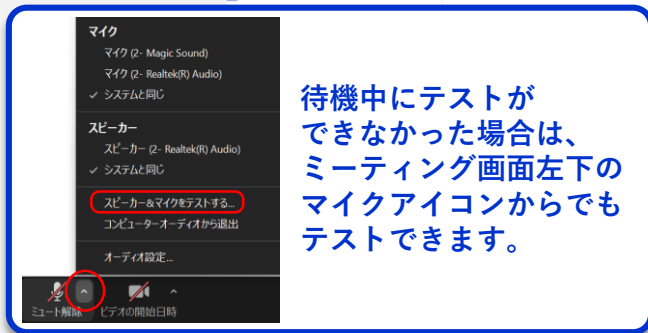 マイク
マイク (2- Magic Sound)
マイク (2- Realtek(R) Audio)
✓ システムと同じ
スピーカー
スピーカー (2- Realtek(R) Audio)
✓ システムと同じ
スピーカー&マイクをテストする...
コンピューターオーディオから退出
オーディオ設定...
ミュート解除 ビデオの開始日時
待機中にテストが
できなかった場合は、
ミーティング画面左下の
マイクアイコンからでも
テストできます。